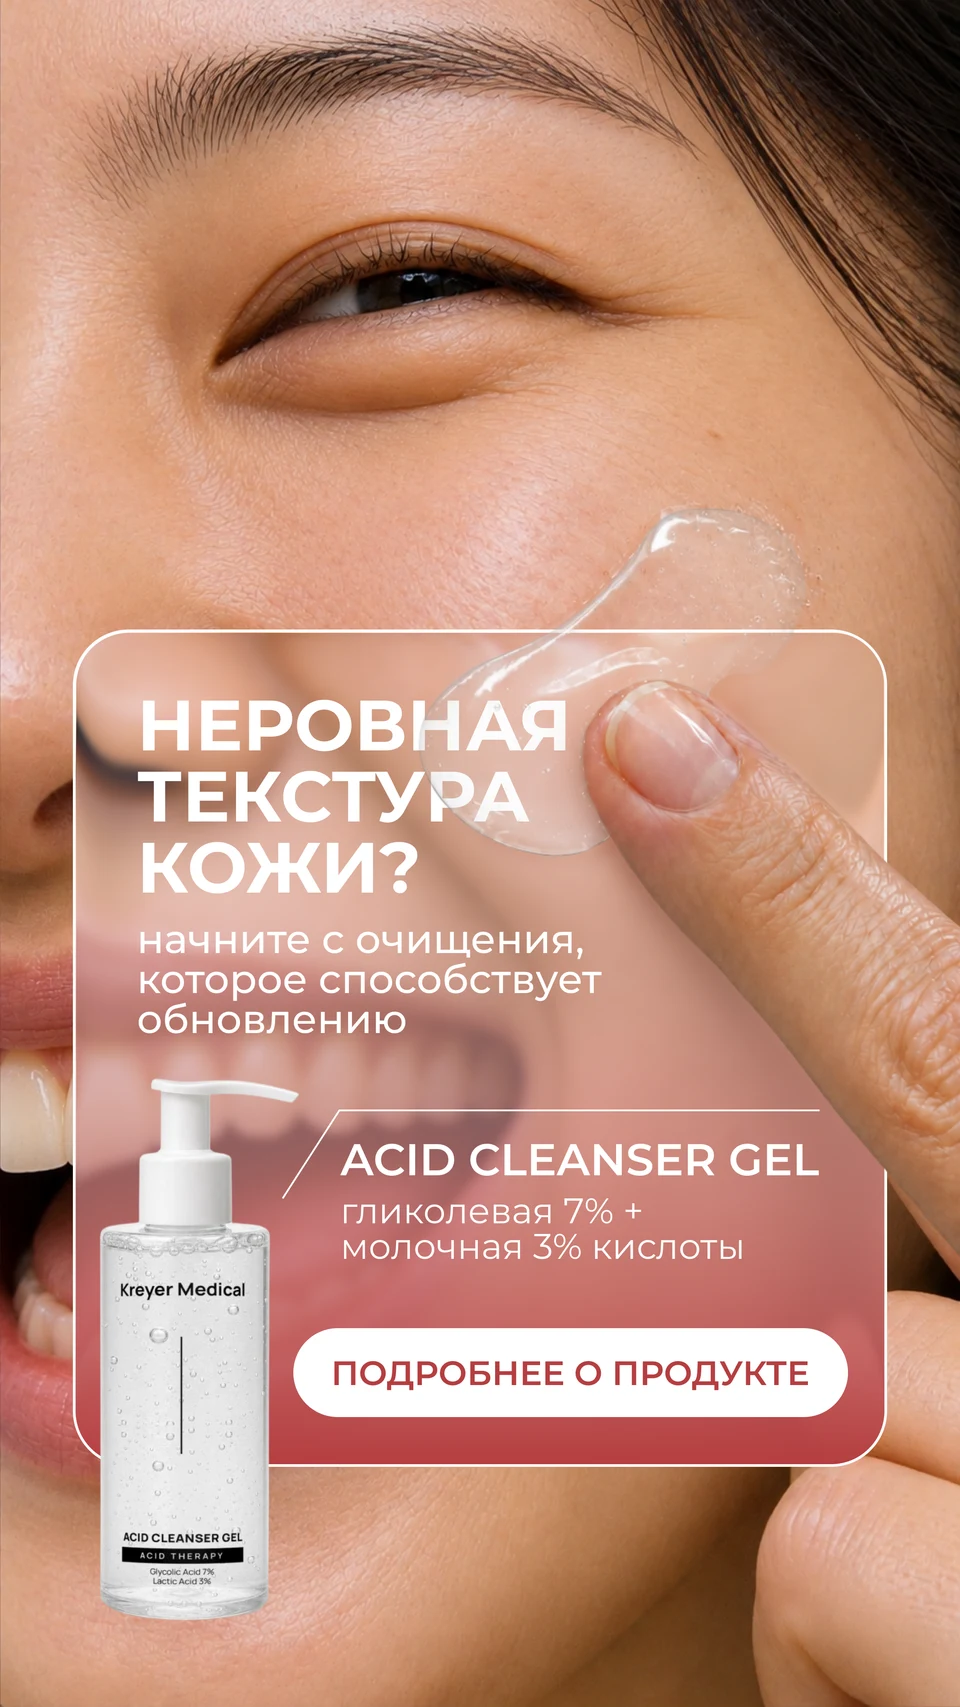 НЕРОВНАЯ
ТЕКСТУРА
КОЖИ?
начните с очищения,
которое способствует
обновлению
ACID CLEANSER GEL
гликолевая 7% +
молочная 3% кислоты
ПОДРОБНЕЕ О ПРОДУКТЕ
Kreyer Medical
ACID CLEANSER GEL
ACID THERAPY
Glycolic Acid 7%
Lactic Acid 3%